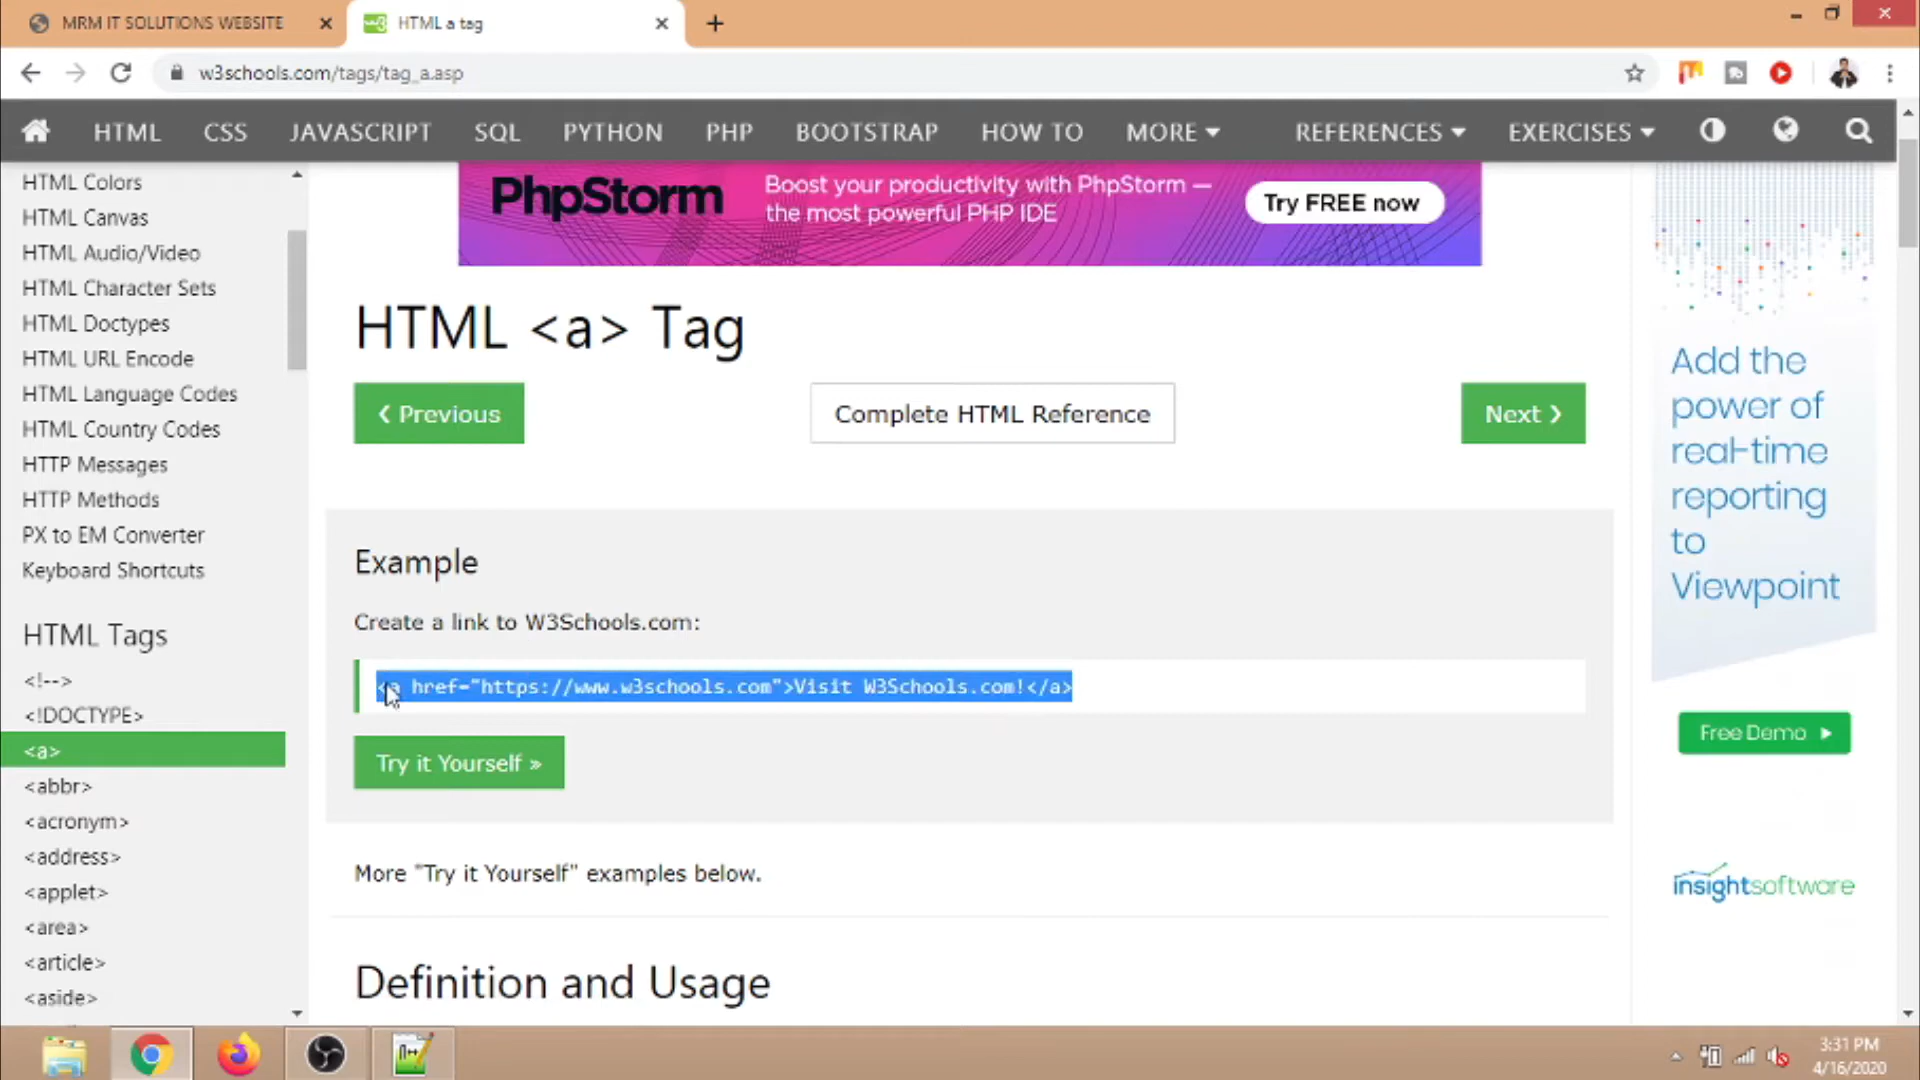 MRM IT SOLUTIONS WEBSITE
HTML a tag
w3schools.com/tags/tag_a.asp
HTML CSS JAVASCRIPT SQL PYTHON PHP BOOTSTRAP HOW TO MORE REFERENCES EXERCISES
HTML Colors
HTML Canvas
HTML Audio/Video
HTML Character Sets
HTML Doctypes
HTML URL Encode
HTML Language Codes
HTML Country Codes
HTTP Messages
HTTP Methods
PX to EM Converter
Keyboard Shortcuts
HTML Tags
<!-->
<!DOCTYPE>
<a>
<abbr>
<acronym>
<address>
<applet>
<area>
<article>
<aside>
PhpStorm
Boost your productivity with PhpStorm —
the most powerful PHP IDE
Try FREE now
HTML <a> Tag
❮ Previous
Complete HTML Reference
Next ❯
Example
Create a link to W3Schools.com:
<a href="https://www.w3schools.com">Visit W3Schools.com!</a>
Try it Yourself »
More "Try it Yourself" examples below.
Definition and Usage
Add the
power of
real-time
reporting
to
Viewpoint
Free Demo
insightsoftware
3:31 PM
4/16/2020